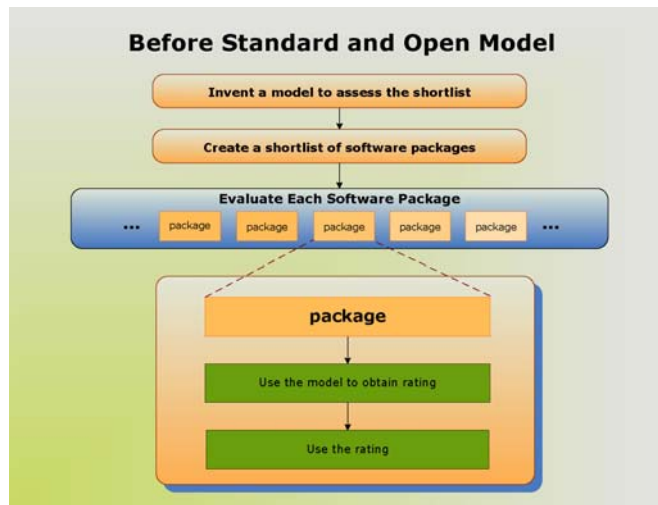 Before Standard and Open Model
Invent a model to assess the shortlist
Create a shortlist of software packages
Evaluate Each Software Package
... package package package package package ...
package
Use the model to obtain rating
Use the rating